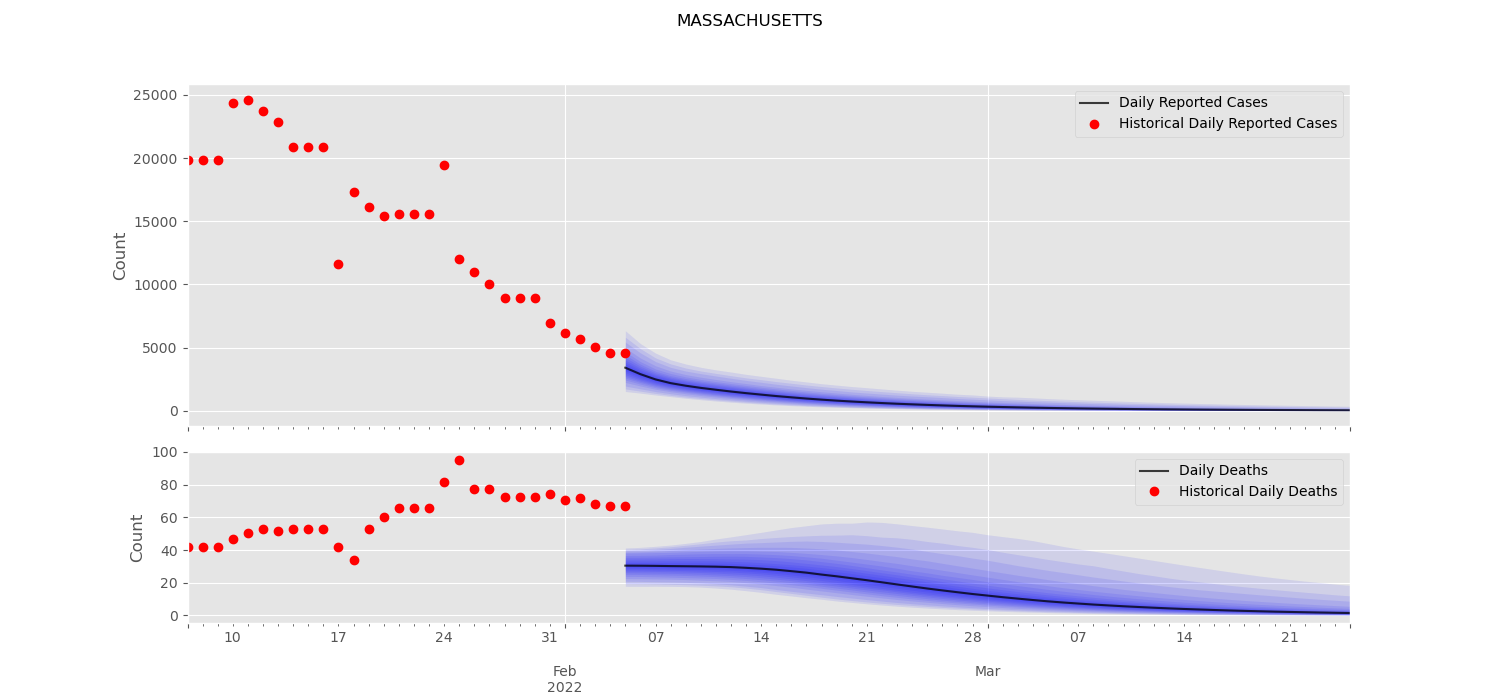 MASSACHUSETTS
25000
20000
15000
10000
5000
0
Count
Daily Reported Cases
Historical Daily Reported Cases
100
80
60
40
20
0
Count
Daily Deaths
Historical Daily Deaths
10 17 24 31 07 14 21 28 07 14 21
Feb Mar
2022